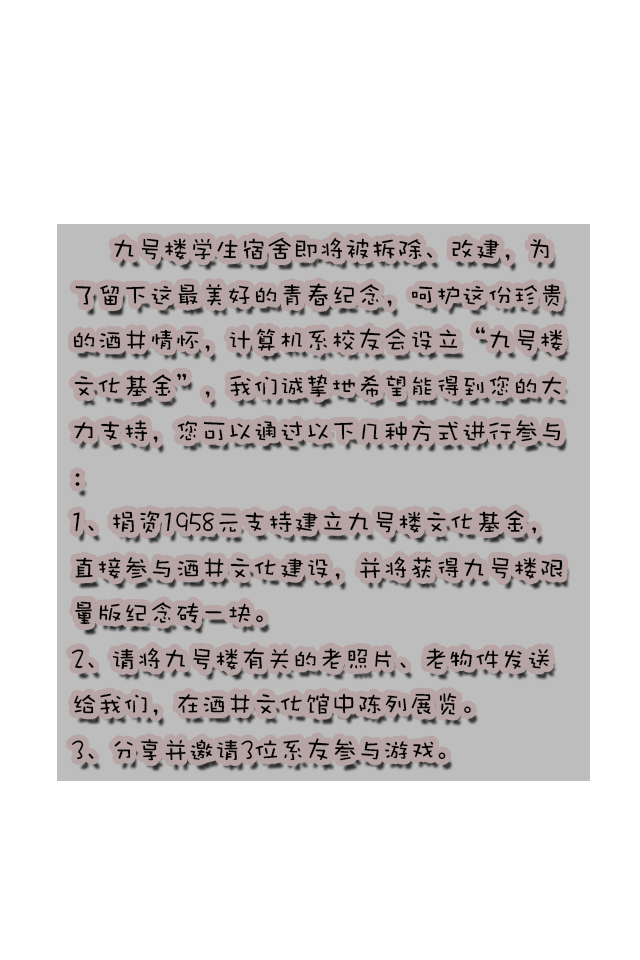 九号楼学生宿舍即将被拆除、改建，为
了留下这最美好的青春纪念，呵护这份珍贵
的酒井情怀，计算机系校友会设立“九号楼
文化基金”，我们诚挚地希望能得到您的大
力支持，您可以通过以下几种方式进行参与
：
1、捐资1958元支持建立九号楼文化基金，
直接参与酒井文化建设，并将获得九号楼限
量版纪念砖一块。
2、请将九号楼有关的老照片、老物件发送
给我们，在酒井文化馆中陈列展览。
3、分享并邀请3位系友参与游戏。